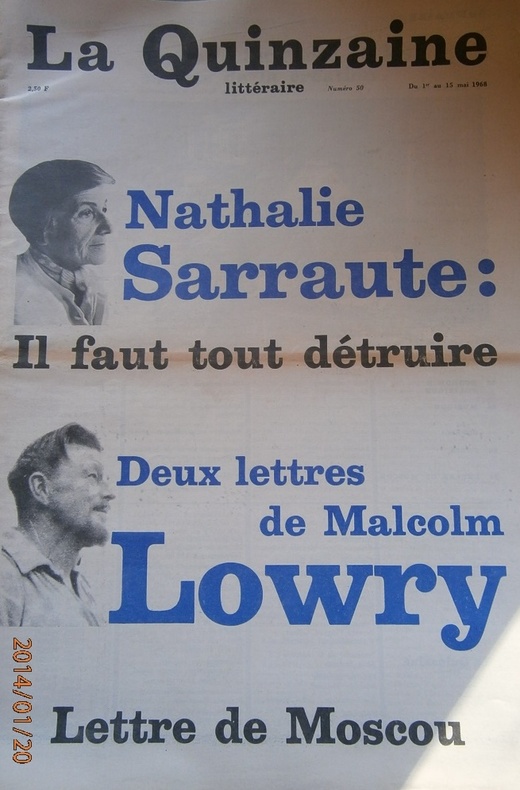 La Quinzaine
2,50 F littéraire Numéro 50 Du 1er au 15 mai 1968
Nathalie
Sarraute:
Il faut tout détruire
Deux lettres
de Malcolm
Lowry
Lettre de Moscou
2014/01/20